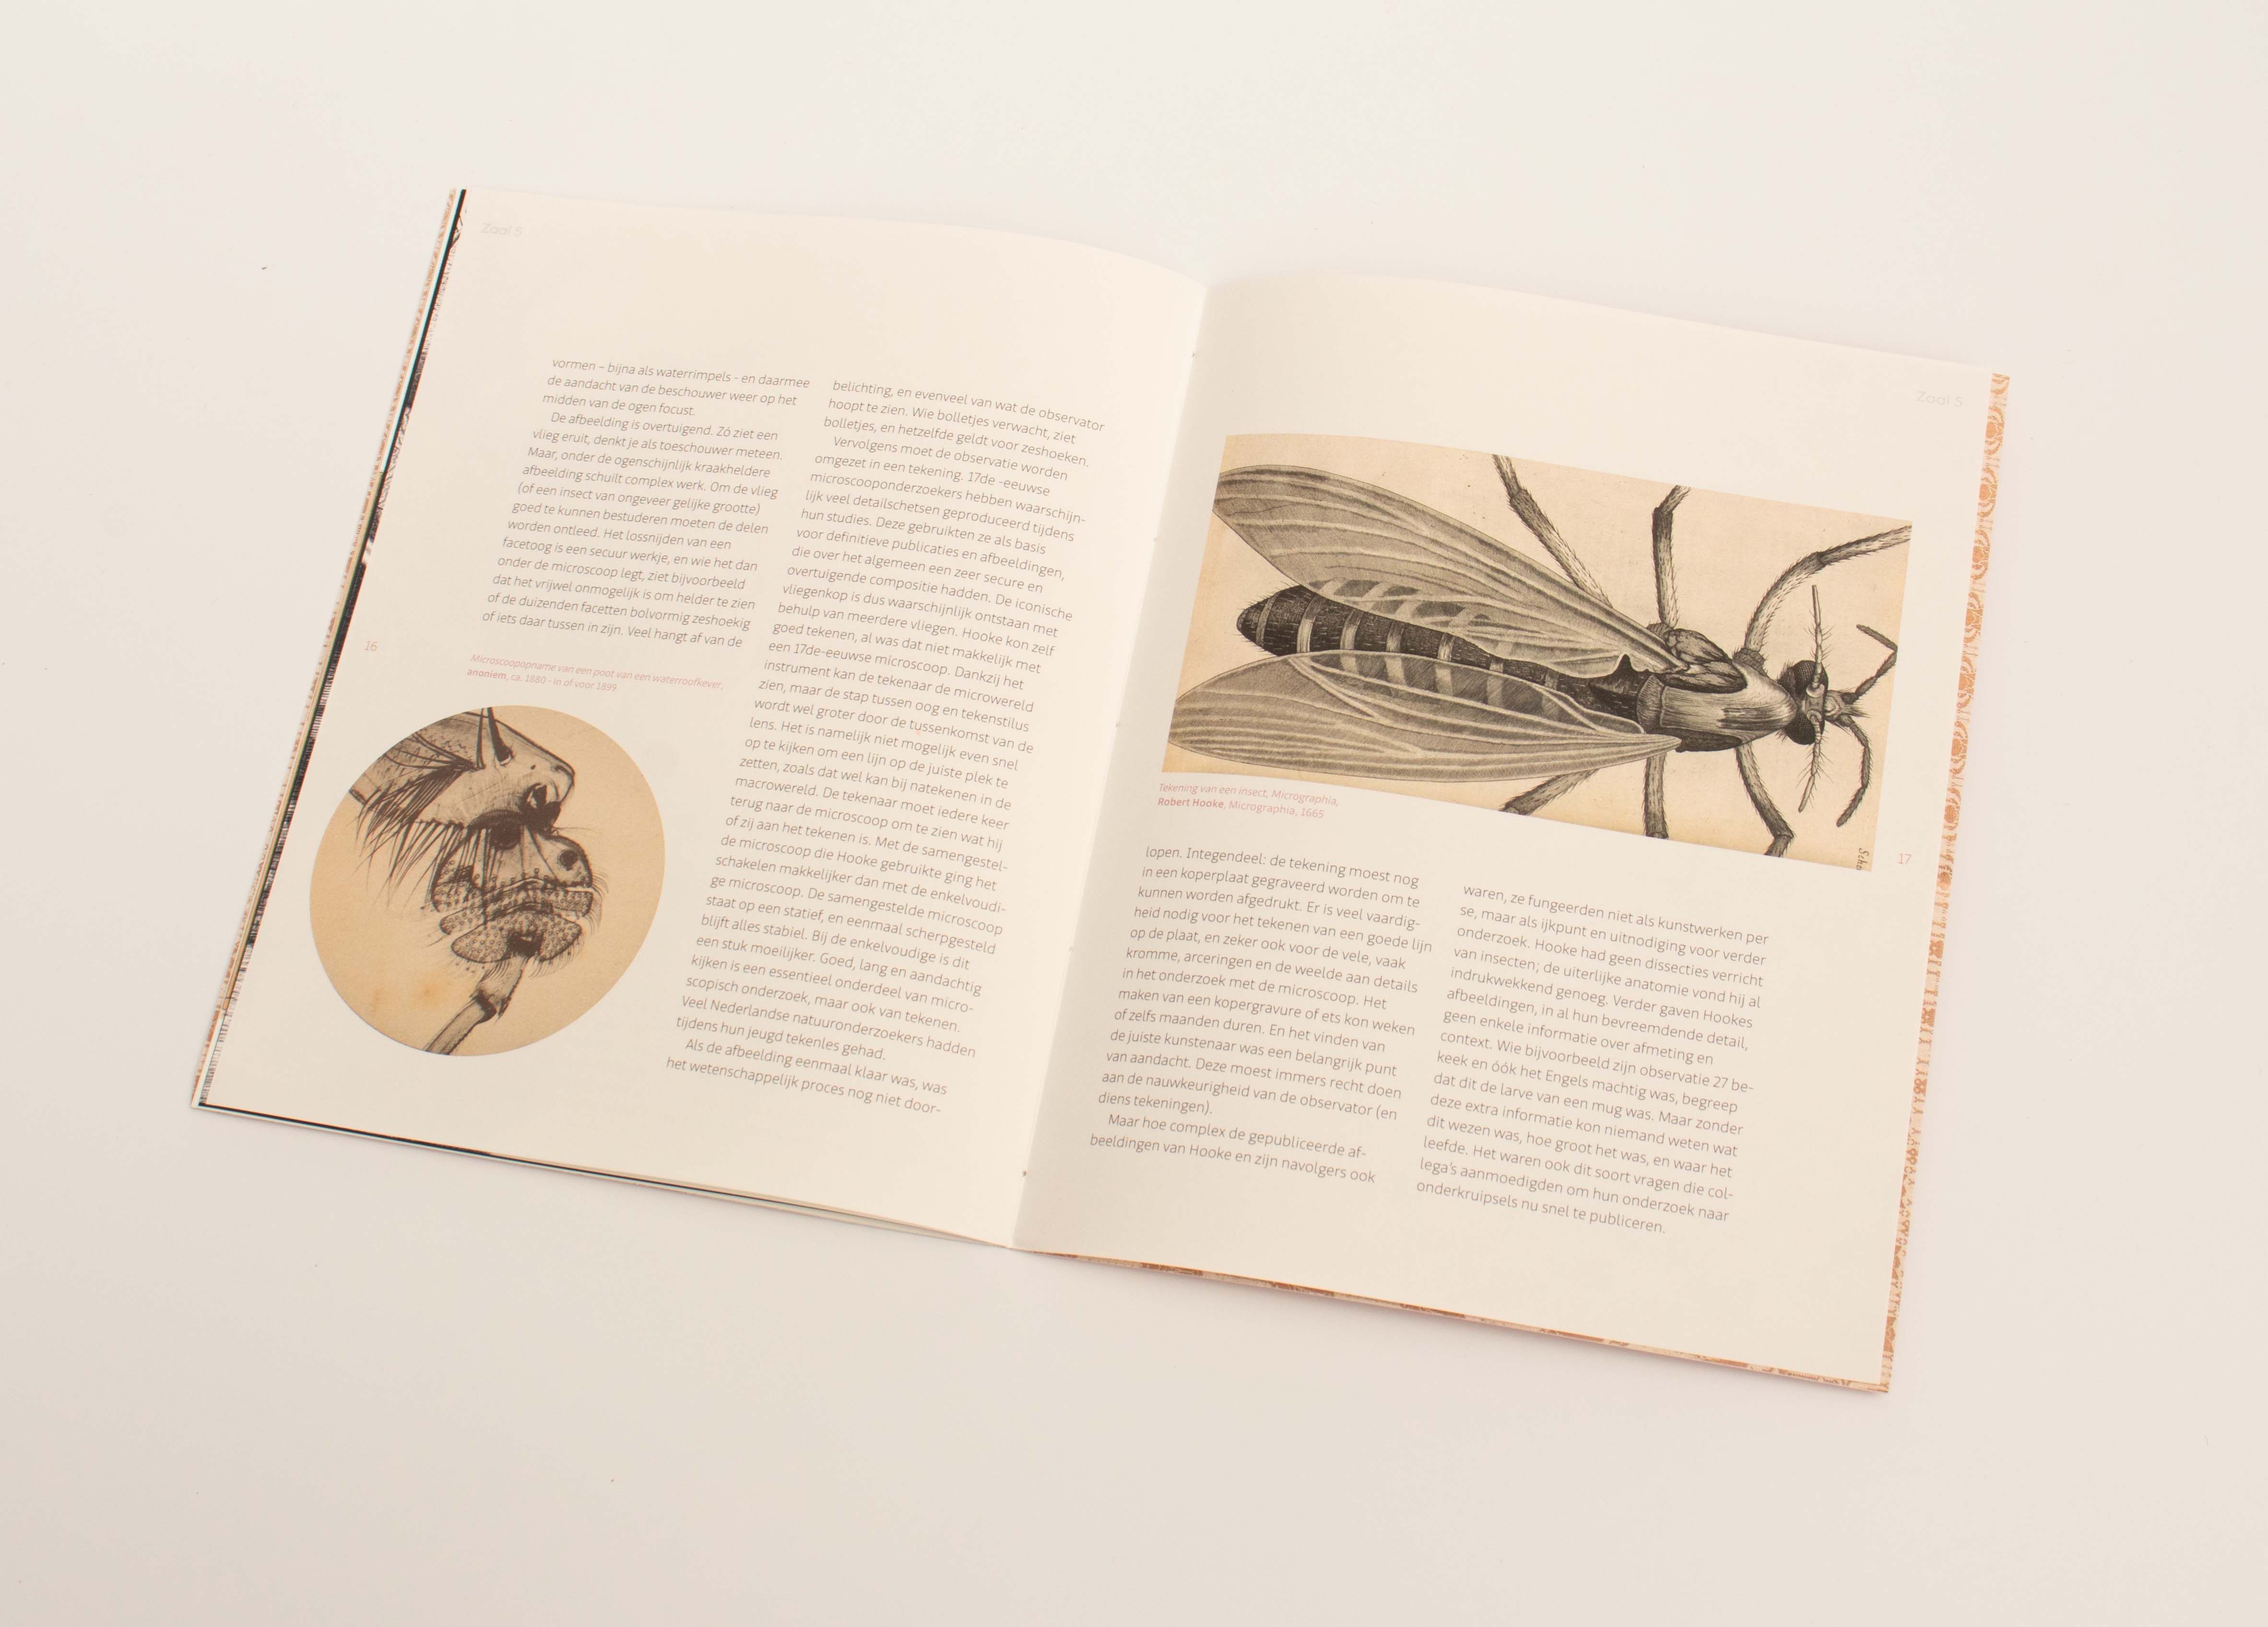 Zaal 5
vormen – bijna als waterrimpels - en daarmee
de aandacht van de beschouwer weer op het
midden van de ogen focust.
De afbeelding is overtuigend. Zó ziet een
vlieg eruit, denkt je als toeschouwer meteen.
Maar, onder de ogenschijnlijk kraakheldere
afbeelding schuilt complex werk. Om de vlieg
(of een insect van ongeveer gelijke grootte)
goed te kunnen bestuderen moeten de delen
worden ontleed. Het lossnijden van een
facetoog is een secuur werkje, en wie het dan
onder de microscoop legt, ziet bijvoorbeeld
dat het vrijwel onmogelijk is om helder te zien
of de duizenden facetten bolvormig zeshoekig
of iets daar tussen in zijn. Veel hangt af van de
16
Microscoopopname van een poot van een waterroofkever,
anoniem, ca. 1880 - in of voor 1899
belichting, en evenveel van wat de observator
hoopt te zien. Wie bolletjes verwacht, ziet
bolletjes, en hetzelfde geldt voor zeshoeken.
Vervolgens moet de observatie worden
omgezet in een tekening. 17de -eeuwse
microscooponderzoekers hebben waarschijn-
lijk veel detailschetsen geproduceerd tijdens
hun studies. Deze gebruikten ze als basis
voor definitieve publicaties en afbeeldingen,
die over het algemeen een zeer secure en
overtuigende compositie hadden. De iconische
vliegenkop is dus waarschijnlijk ontstaan met
behulp van meerdere vliegen. Hooke kon zelf
goed tekenen, al was dat niet makkelijk met
een 17de-eeuwse microscoop. Dankzij het
instrument kan de tekenaar de microwereld
zien, maar de stap tussen oog en tekenstilus
wordt wel groter door de tussenkomst van de
lens. Het is namelijk niet mogelijk even snel
op te kijken om een lijn op de juiste plek te
zetten, zoals dat wel kan bij natekenen in de
macrowereld. De tekenaar moet iedere keer
terug naar de microscoop om te zien wat hij
of zij aan het tekenen is. Met de samengestel-
de microscoop die Hooke gebruikte ging het
schakelen makkelijker dan met de enkelvoudi-
ge microscoop. De samengestelde microscoop
staat op een statief, en eenmaal scherpgesteld
blijft alles stabiel. Bij de enkelvoudige is dit
een stuk moeilijker. Goed, lang en aandachtig
kijken is een essentieel onderdeel van micro-
scopisch onderzoek, maar ook van tekenen.
Veel Nederlandse natuuronderzoekers hadden
tijdens hun jeugd tekenles gehad.
Als de afbeelding eenmaal klaar was, was
het wetenschappelijk proces nog niet door-
Zaal 5
Sch
Tekening van een insect, Micrographia,
Robert Hooke, Micrographia, 1665
17
lopen. Integendeel: de tekening moest nog
in een koperplaat gegraveerd worden om te
kunnen worden afgedrukt. Er is veel vaardig-
heid nodig voor het tekenen van een goede lijn
op de plaat, en zeker ook voor de vele, vaak
kromme, arceringen en de weelde aan details
in het onderzoek met de microscoop. Het
maken van een kopergravure of ets kon weken
of zelfs maanden duren. En het vinden van
de juiste kunstenaar was een belangrijk punt
van aandacht. Deze moest immers recht doen
aan de nauwkeurigheid van de observator (en
diens tekeningen).
Maar hoe complex de gepubliceerde af-
beeldingen van Hooke en zijn navolgers ook
waren, ze fungeerden niet als kunstwerken per
se, maar als ijkpunt en uitnodiging voor verder
onderzoek. Hooke had geen dissecties verricht
van insecten; de uiterlijke anatomie vond hij al
indrukwekkend genoeg. Verder gaven Hookes
afbeeldingen, in al hun bevreemdende detail,
geen enkele informatie over afmeting en
context. Wie bijvoorbeeld zijn observatie 27 be-
keek en óók het Engels machtig was, begreep
dat dit de larve van een mug was. Maar zonder
deze extra informatie kon niemand weten wat
dit wezen was, hoe groot het was, en waar het
leefde. Het waren ook dit soort vragen die col-
lega's aanmoedigden om hun onderzoek naar
onderkruipsels nu snel te publiceren.